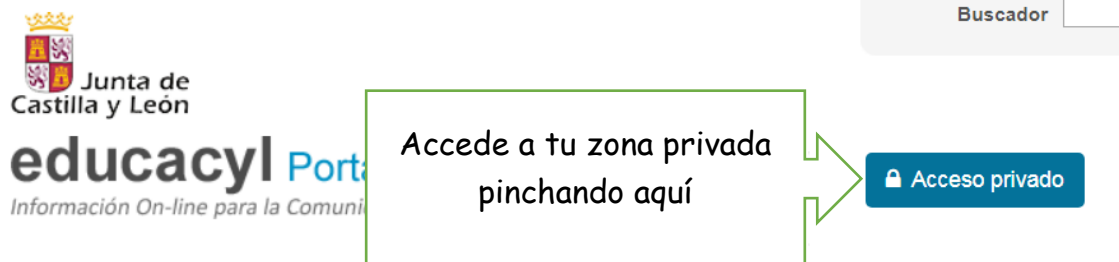 Buscador
Junta de
Castilla y León
educacyl Porta
Información On-line para la Comuni
Accede a tu zona privada
pinchando aquí
Acceso privado